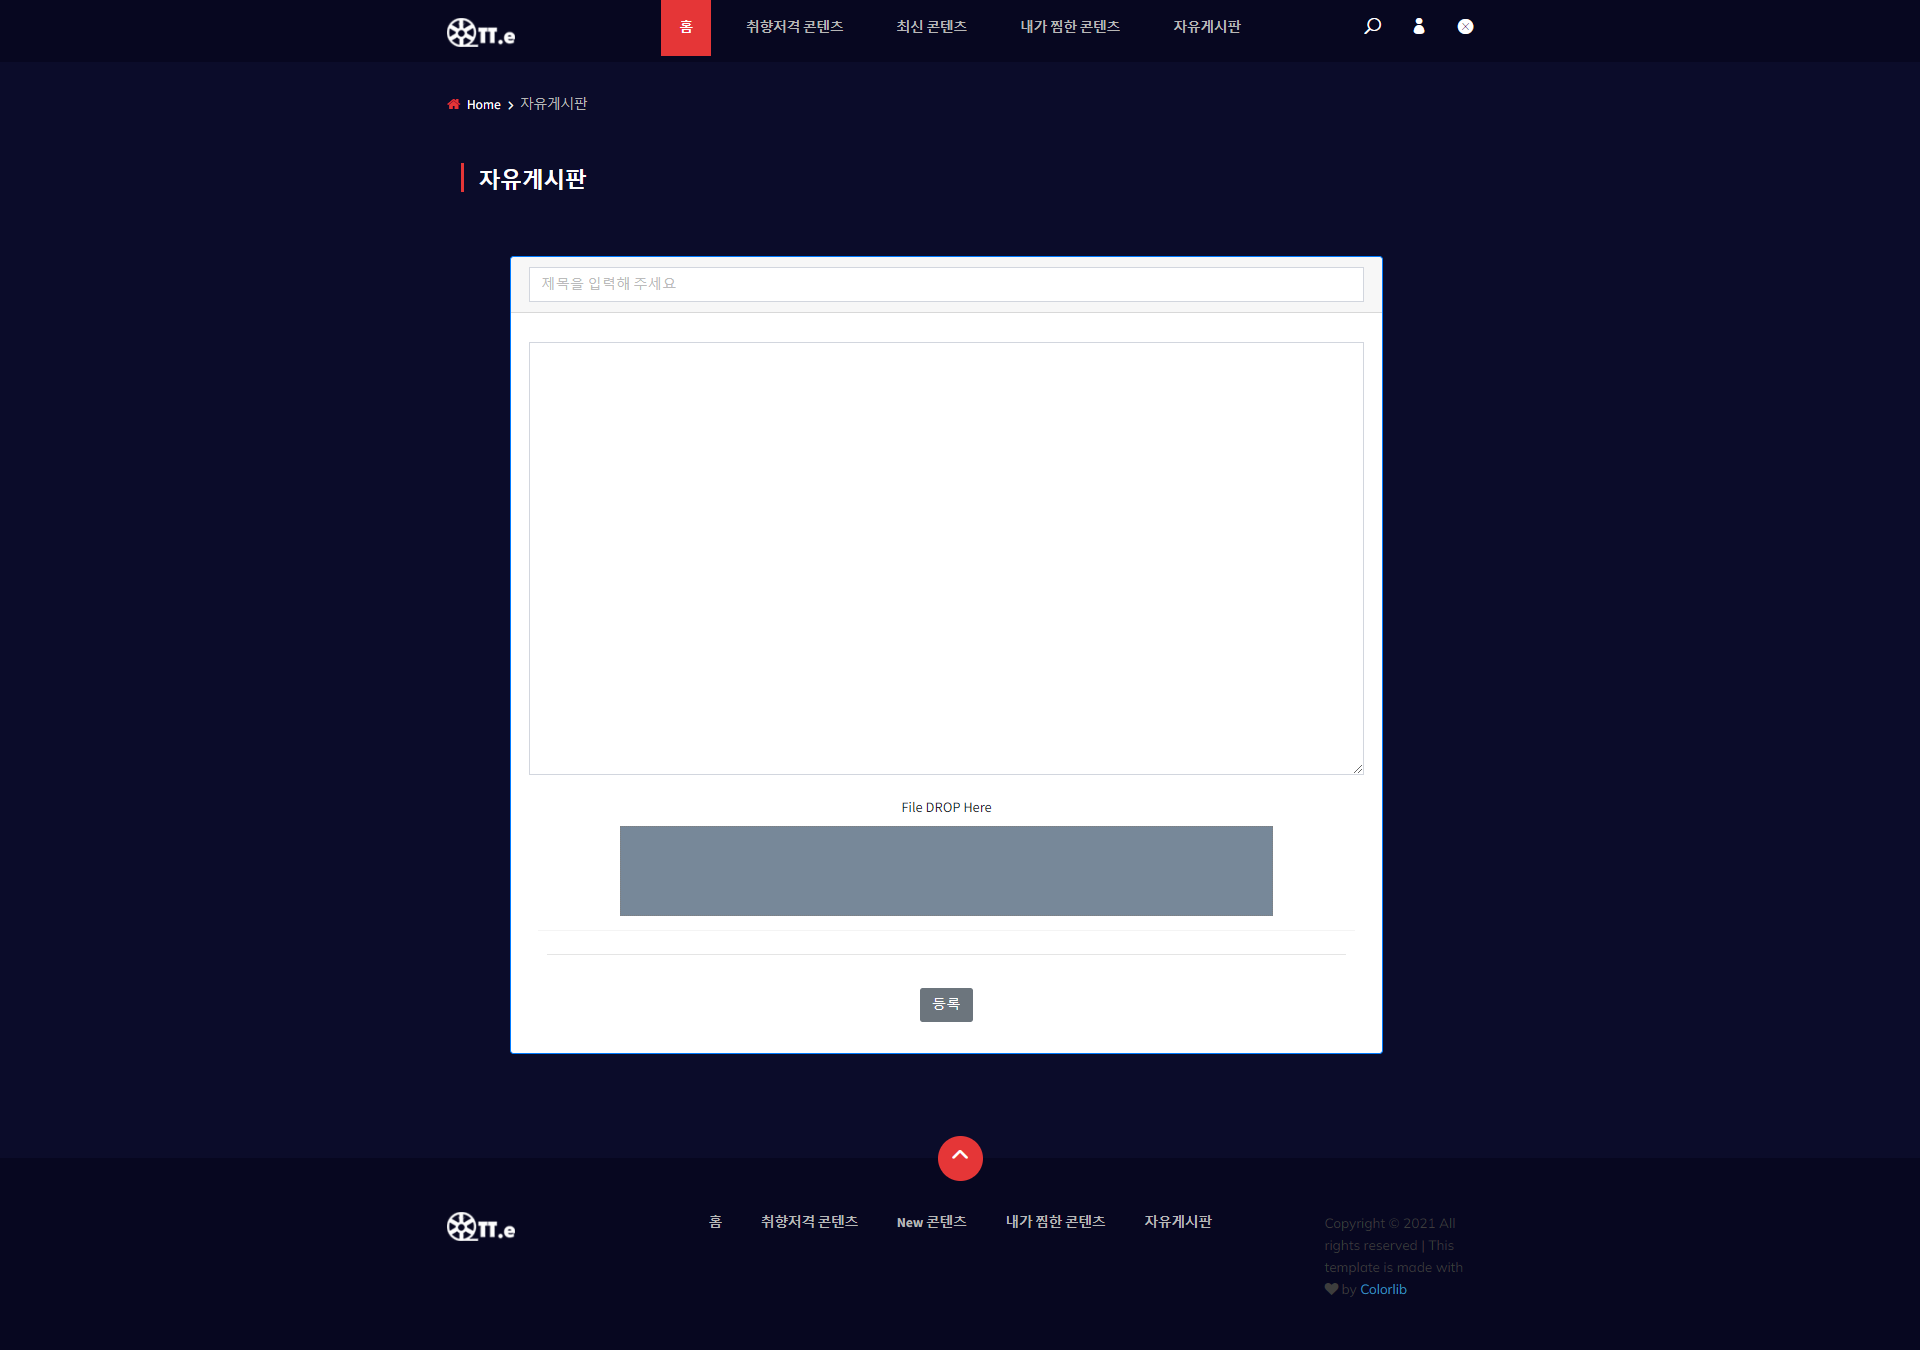 TT.e
홈 취향저격 콘텐츠 최신 콘텐츠 내가 찜한 콘텐츠 자유게시판
Home 자유게시판
자유게시판
제목을 입력해 주세요
File DROP Here
등록
TT.e
홈 취향저격 콘텐츠 New 콘텐츠 내가 찜한 콘텐츠 자유게시판
Copyright © 2021 All
rights reserved | This
template is made with
by Colorlib